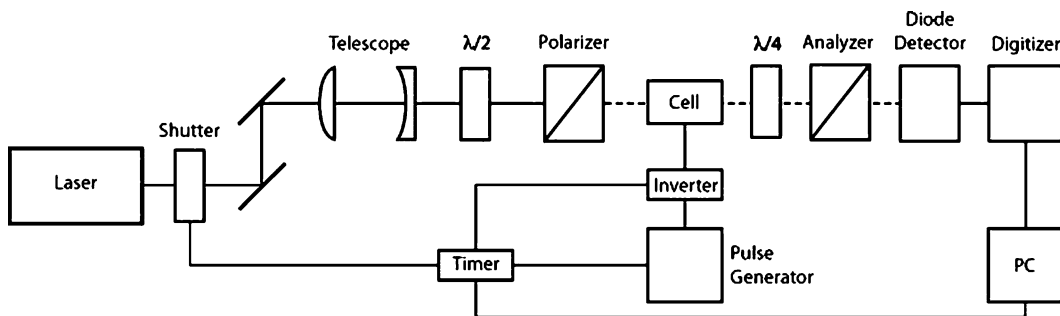 Telescope
λ/2
Polarizer
λ/4
Analyzer
Diode
Detector
Digitizer
Shutter
Cell
Laser
Inverter
Timer
Pulse
Generator
PC